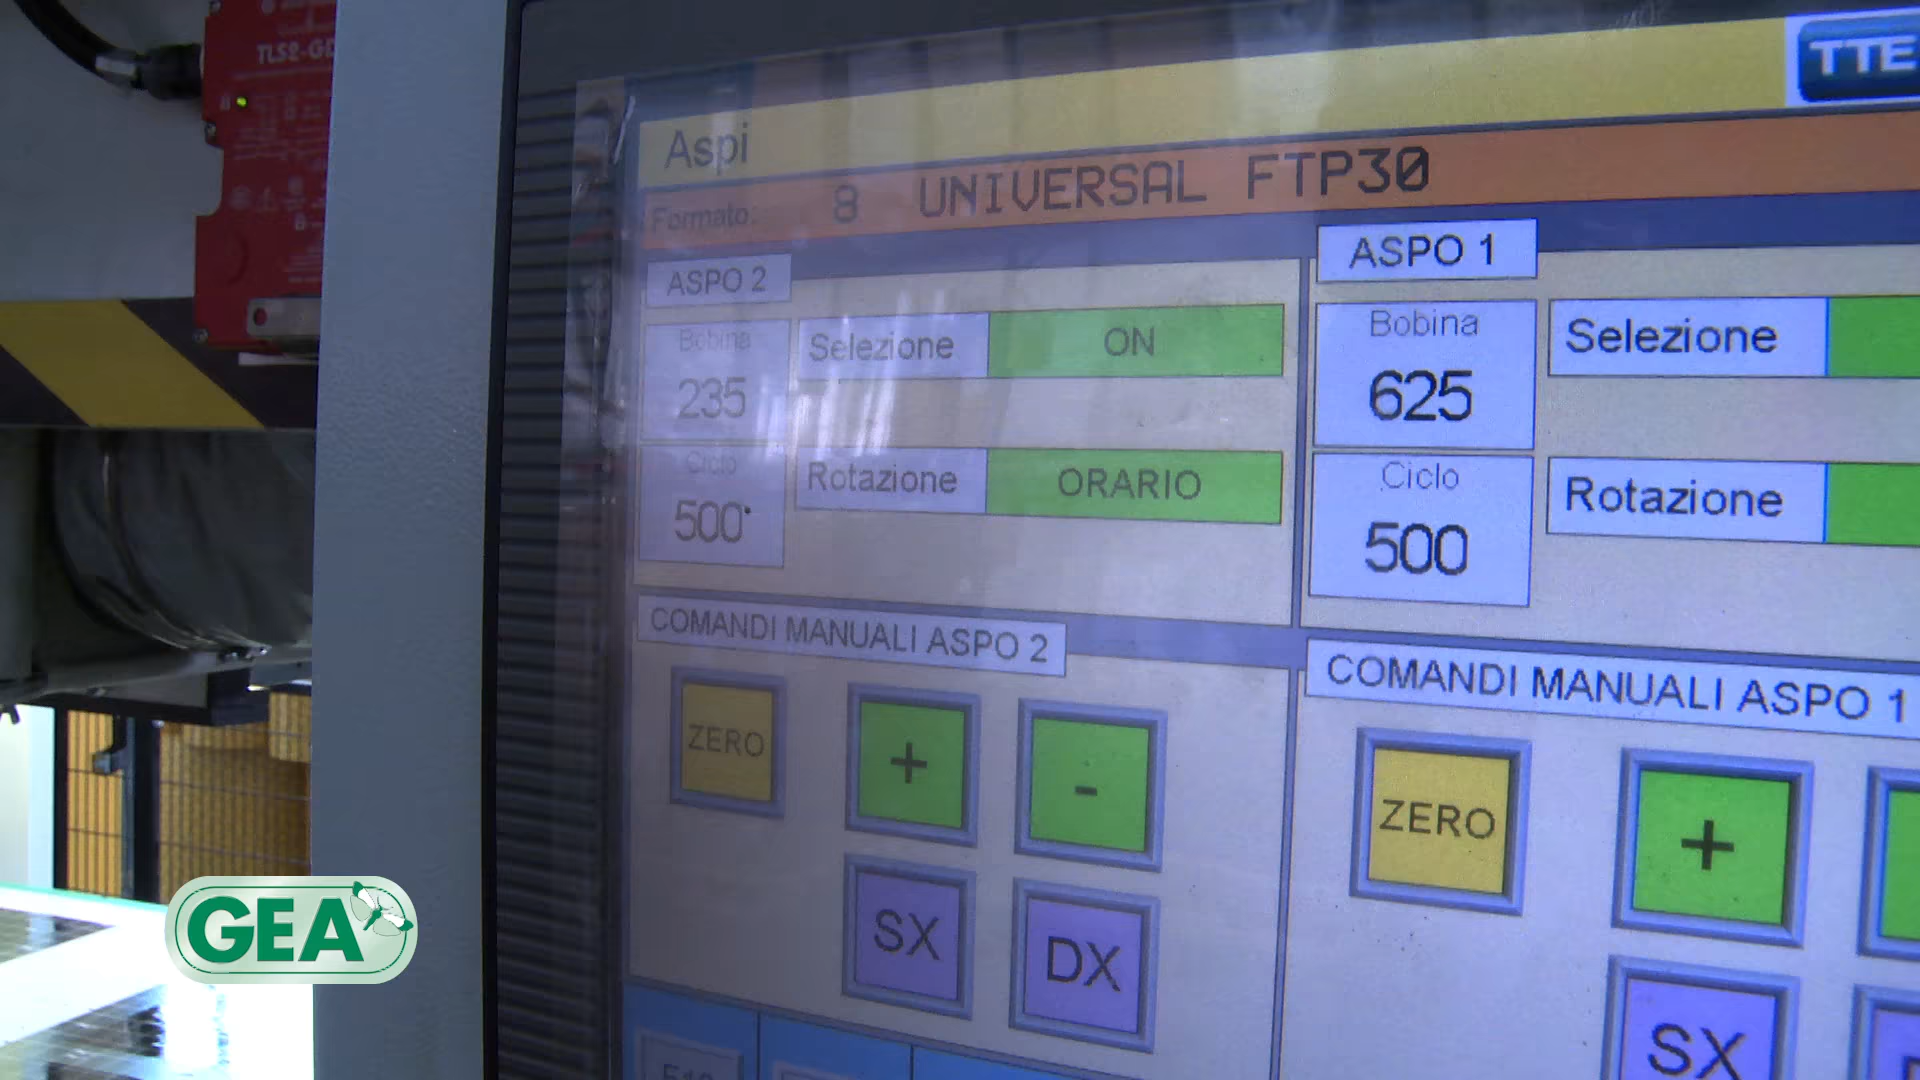 TLS2-GD
TTE
Aspi
Formato: 8 UNIVERSAL FTP30
ASPO 2
Bobina
235
Selezione ON
Ciclo
500
Rotazione ORARIO
ASPO 1
Bobina
625
Selezione
Ciclo
500
Rotazione
COMANDI MANUALI ASPO 2
ZERO + -
SX DX
COMANDI MANUALI ASPO 1
ZERO +
SX
GEA